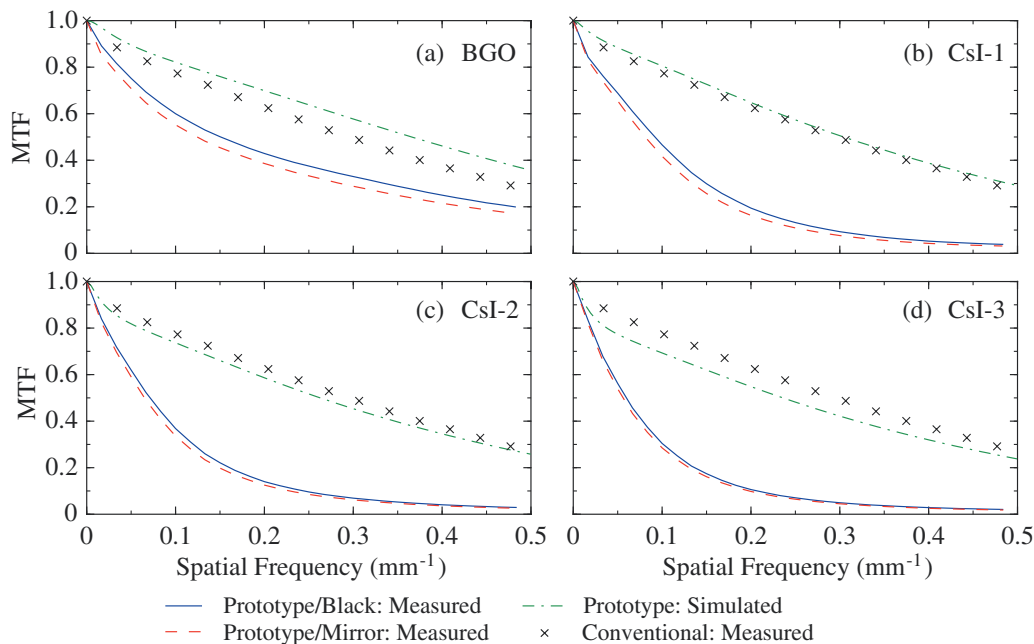 1.0
0.8
0.6
0.4
0.2
0
MTF
(a) BGO
(b) CsI-1
1.0
0.8
0.6
0.4
0.2
0
MTF
(c) CsI-2
(d) CsI-3
0 0.1 0.2 0.3 0.4 0.5
0 0.1 0.2 0.3 0.4 0.5
Spatial Frequency (mm⁻¹)
Spatial Frequency (mm⁻¹)
Prototype/Black: Measured
Prototype: Simulated
Prototype/Mirror: Measured
Conventional: Measured